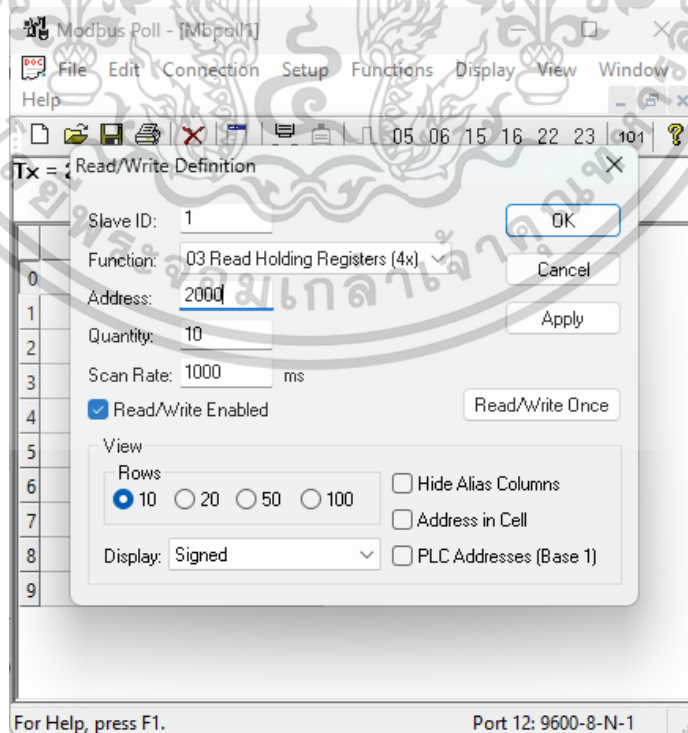 Modbus Poll - [Mbpoll1]
File Edit Connection Setup Functions Display View Window
Help
05 06 15 16 22 23 101
Tx = 2
Read/Write Definition
Slave ID: 1
OK
Function: 03 Read Holding Registers (4x)
Cancel
Address: 2000
Apply
Quantity: 10
Scan Rate: 1000 ms
Read/Write Enabled
Read/Write Once
View
Rows
10 20 50 100
Hide Alias Columns
Address in Cell
Display: Signed
PLC Addresses (Base 1)
0
1
2
3
4
5
6
7
8
9
For Help, press F1.
Port 12: 9600-8-N-1